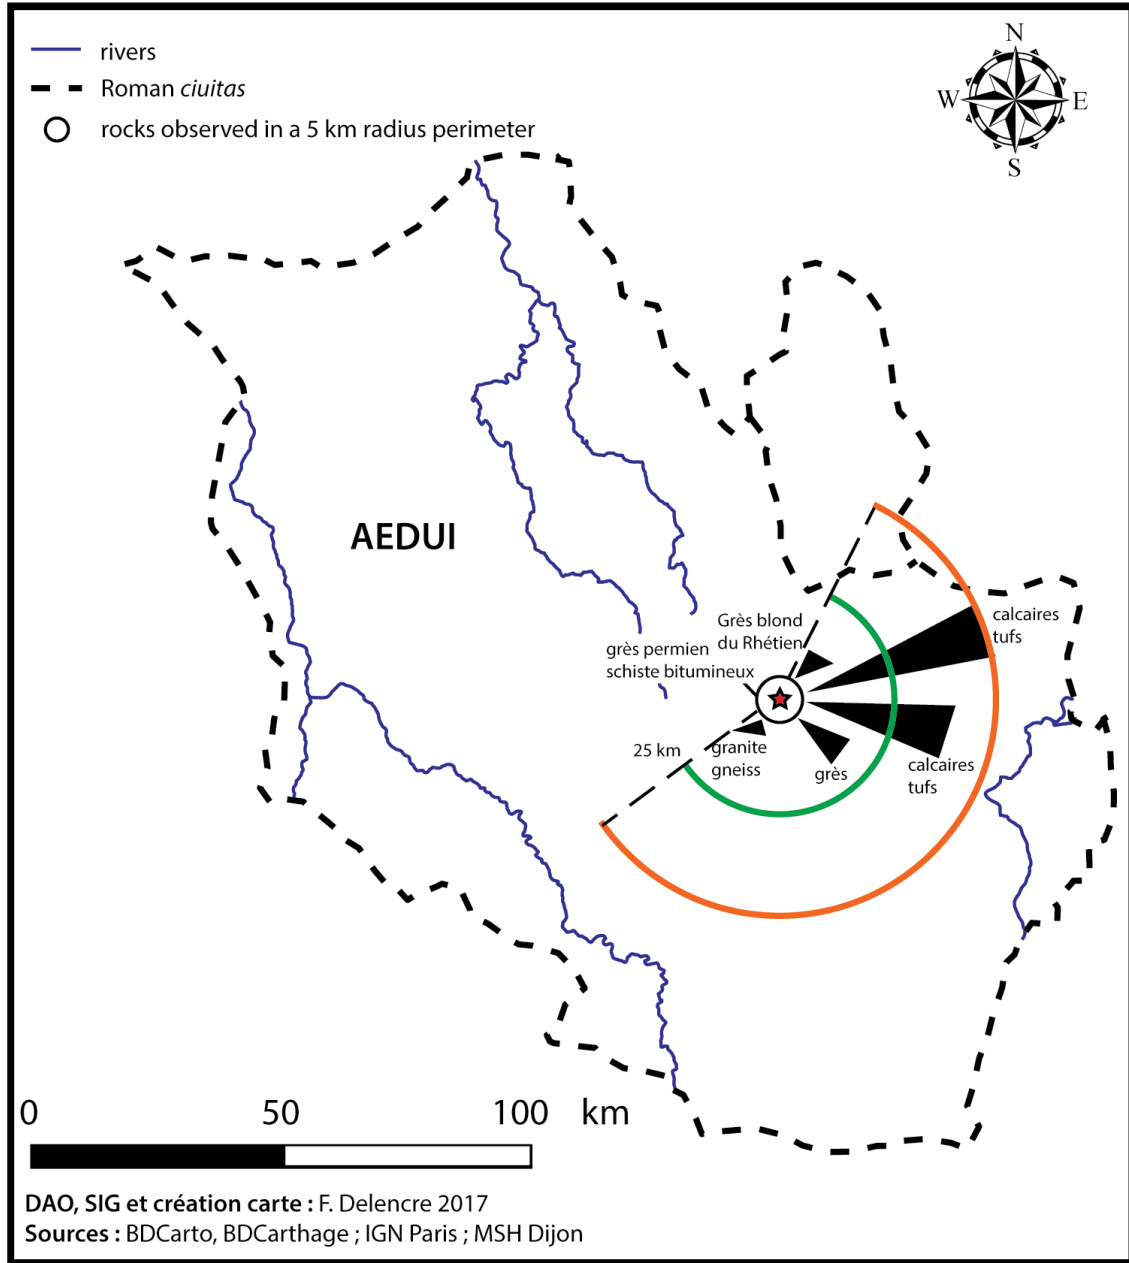 rivers
Roman ciuitas
rocks observed in a 5 km radius perimeter
N
W
E
S
AEDUI
Grès blond
du Rhétien
grès permien
schiste bitumineux
calcaires
tufs
25 km
granite
gneiss
grès
calcaires
tufs
0 50 100 km
DAO, SIG et création carte : F. Delencre 2017
Sources : BDCarto, BDCarthage ; IGN Paris ; MSH Dijon